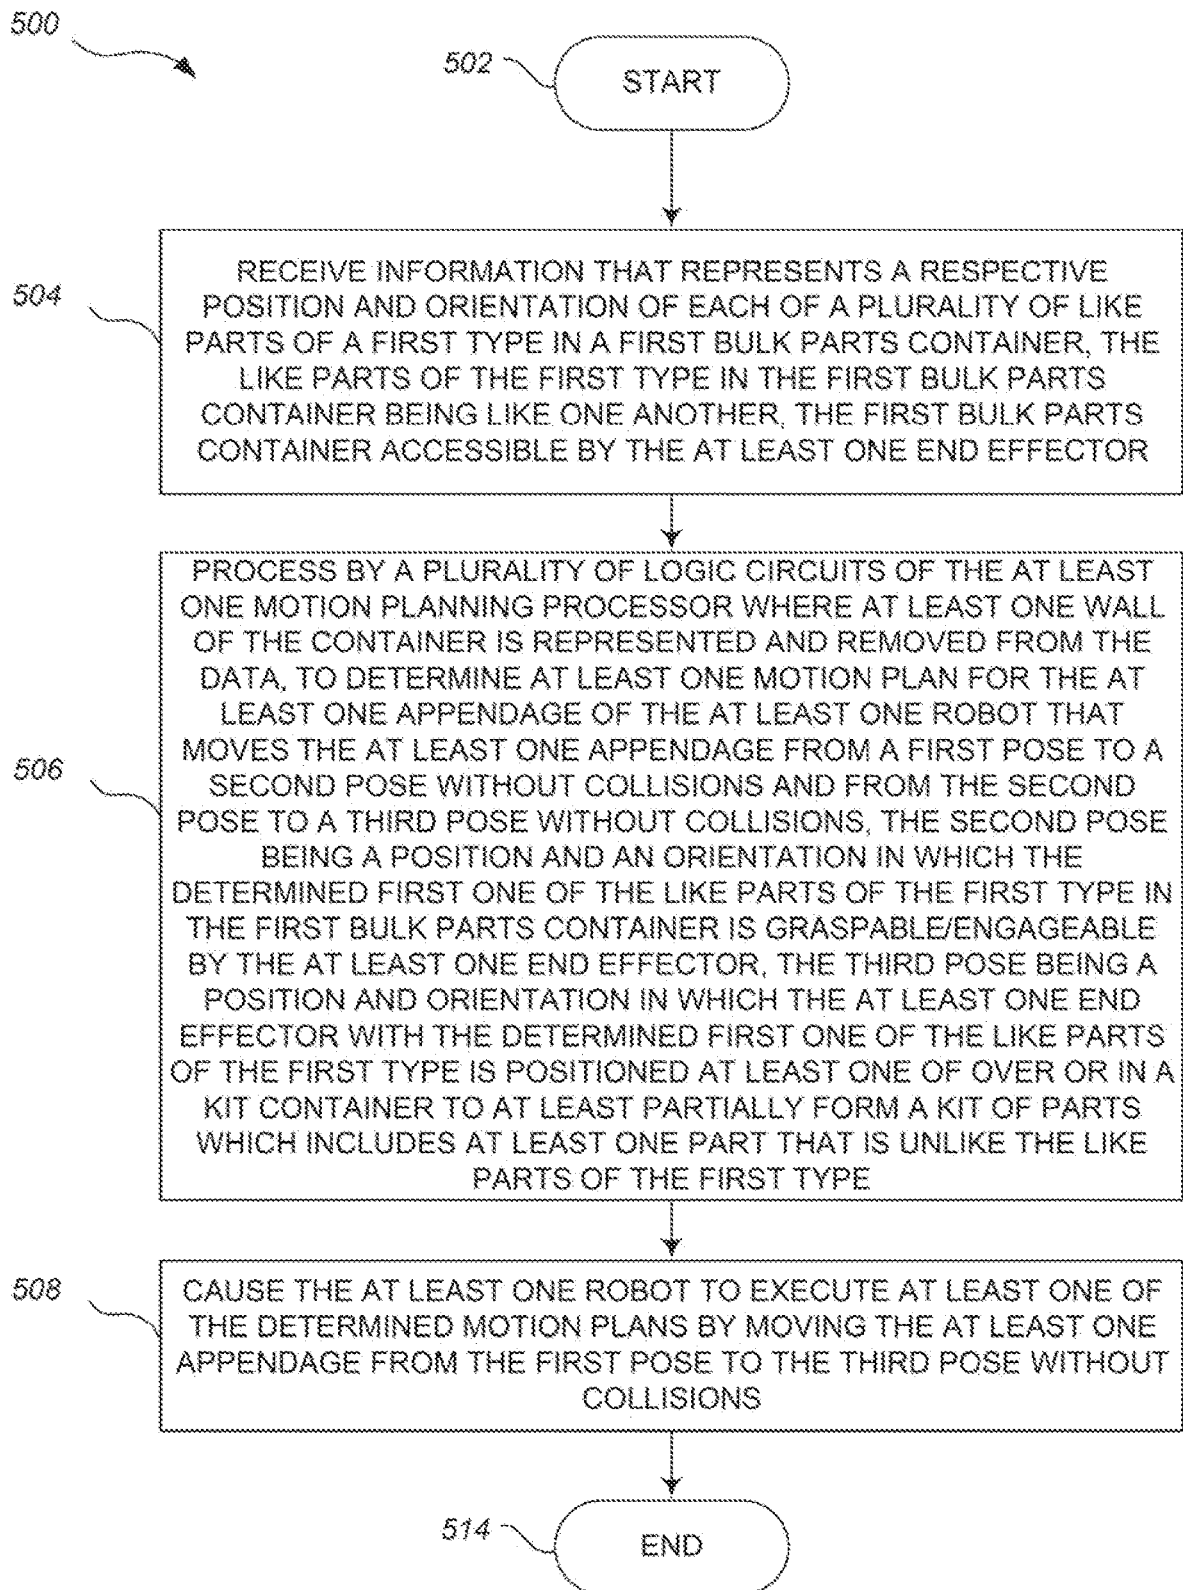 500
502
START
504
RECEIVE INFORMATION THAT REPRESENTS A RESPECTIVE
POSITION AND ORIENTATION OF EACH OF A PLURALITY OF LIKE
PARTS OF A FIRST TYPE IN A FIRST BULK PARTS CONTAINER, THE
LIKE PARTS OF THE FIRST TYPE IN THE FIRST BULK PARTS
CONTAINER BEING LIKE ONE ANOTHER, THE FIRST BULK PARTS
CONTAINER ACCESSIBLE BY THE AT LEAST ONE END EFFECTOR
506
PROCESS BY A PLURALITY OF LOGIC CIRCUITS OF THE AT LEAST
ONE MOTION PLANNING PROCESSOR WHERE AT LEAST ONE WALL
OF THE CONTAINER IS REPRESENTED AND REMOVED FROM THE
DATA, TO DETERMINE AT LEAST ONE MOTION PLAN FOR THE AT
LEAST ONE APPENDAGE OF THE AT LEAST ONE ROBOT THAT
MOVES THE AT LEAST ONE APPENDAGE FROM A FIRST POSE TO A
SECOND POSE WITHOUT COLLISIONS AND FROM THE SECOND
POSE TO A THIRD POSE WITHOUT COLLISIONS, THE SECOND POSE
BEING A POSITION AND AN ORIENTATION IN WHICH THE
DETERMINED FIRST ONE OF THE LIKE PARTS OF THE FIRST TYPE IN
THE FIRST BULK PARTS CONTAINER IS GRASPABLE/ENGAGEABLE
BY THE AT LEAST ONE END EFFECTOR, THE THIRD POSE BEING A
POSITION AND ORIENTATION IN WHICH THE AT LEAST ONE END
EFFECTOR WITH THE DETERMINED FIRST ONE OF THE LIKE PARTS
OF THE FIRST TYPE IS POSITIONED AT LEAST ONE OF OVER OR IN A
KIT CONTAINER TO AT LEAST PARTIALLY FORM A KIT OF PARTS
WHICH INCLUDES AT LEAST ONE PART THAT IS UNLIKE THE LIKE
PARTS OF THE FIRST TYPE
508
CAUSE THE AT LEAST ONE ROBOT TO EXECUTE AT LEAST ONE OF
THE DETERMINED MOTION PLANS BY MOVING THE AT LEAST ONE
APPENDAGE FROM THE FIRST POSE TO THE THIRD POSE WITHOUT
COLLISIONS
514
END